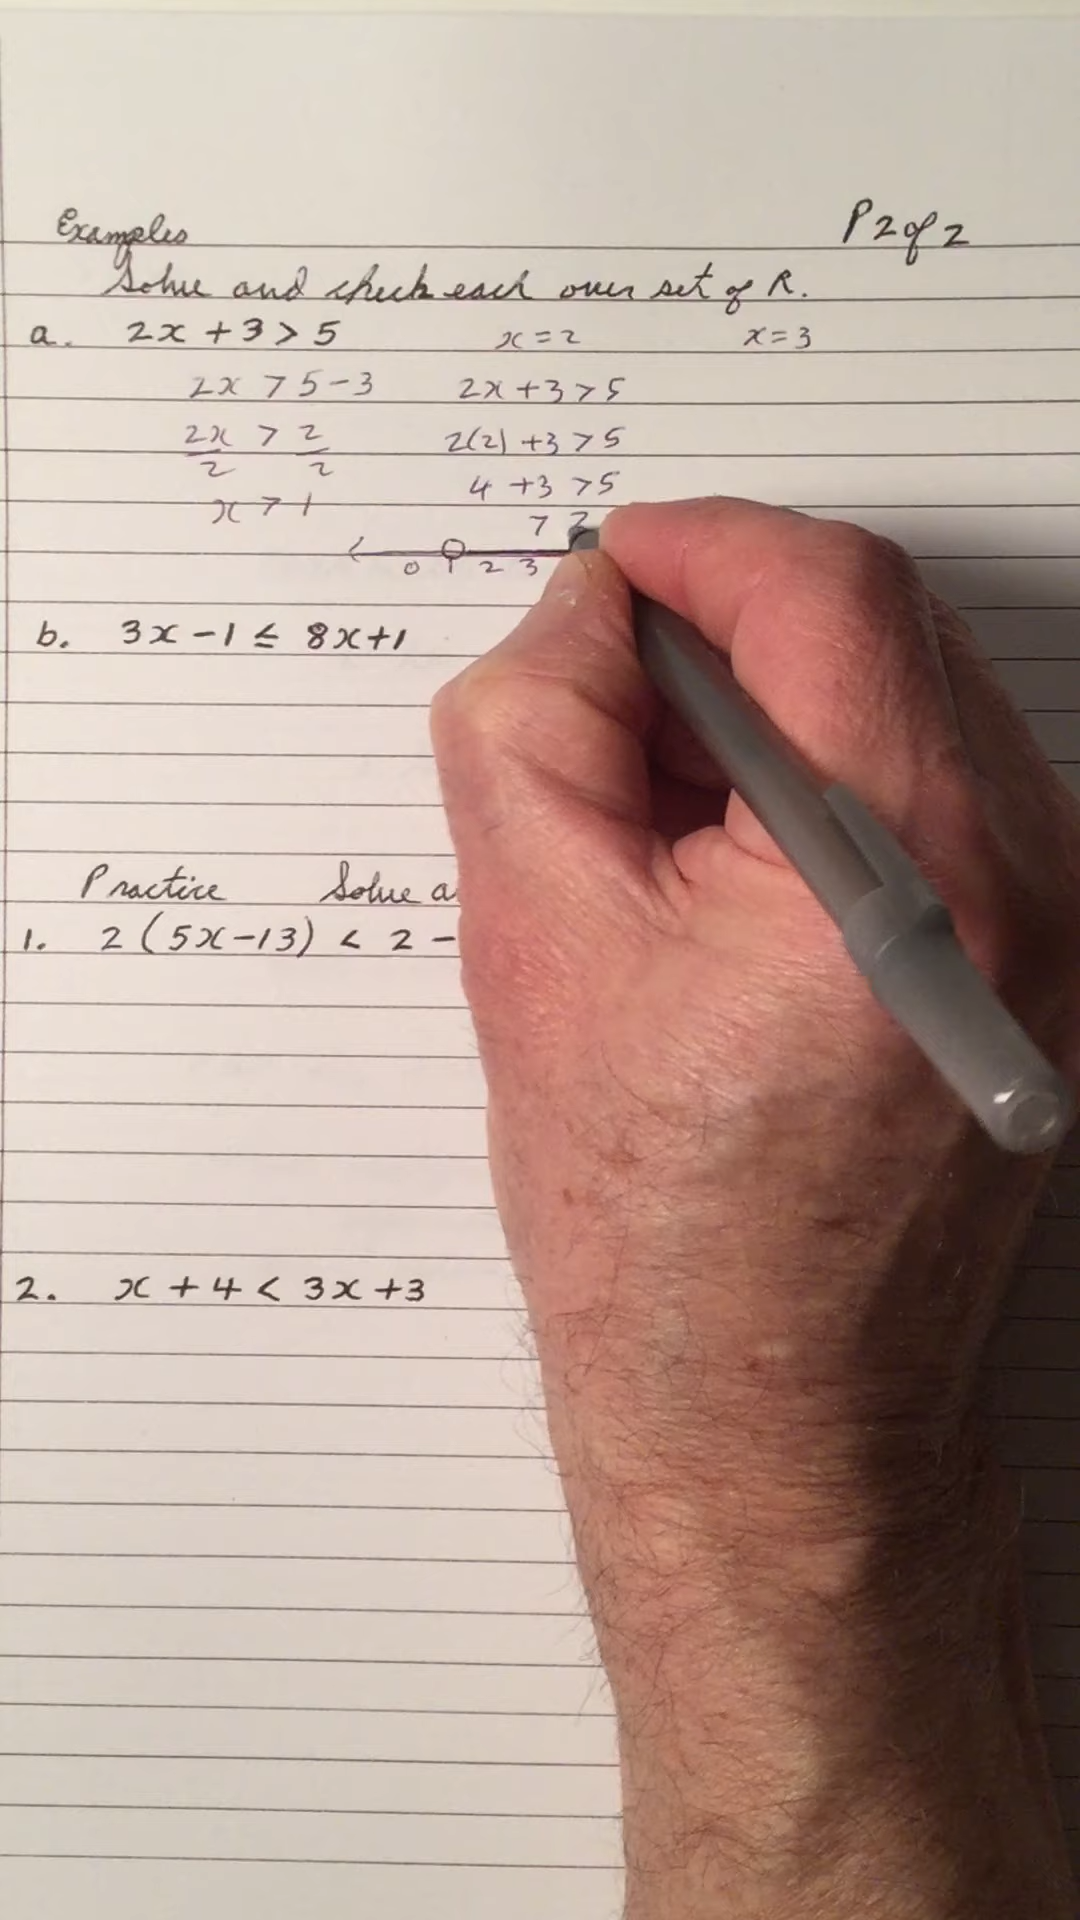 P2of2
Examples
Solve and check each over set of R.
a. 2x + 3 > 5 x = 2 x = 3
2x > 5 - 3 2x + 3 > 5
2x > 2 2(2) + 3 > 5
2 2
4 + 3 > 5
x > 1
7 >
0 1 2 3
b. 3x - 1 ≤ 8x + 1
Practice Solve a
1. 2 (5x - 13) < 2 -
2. x + 4 < 3x + 3